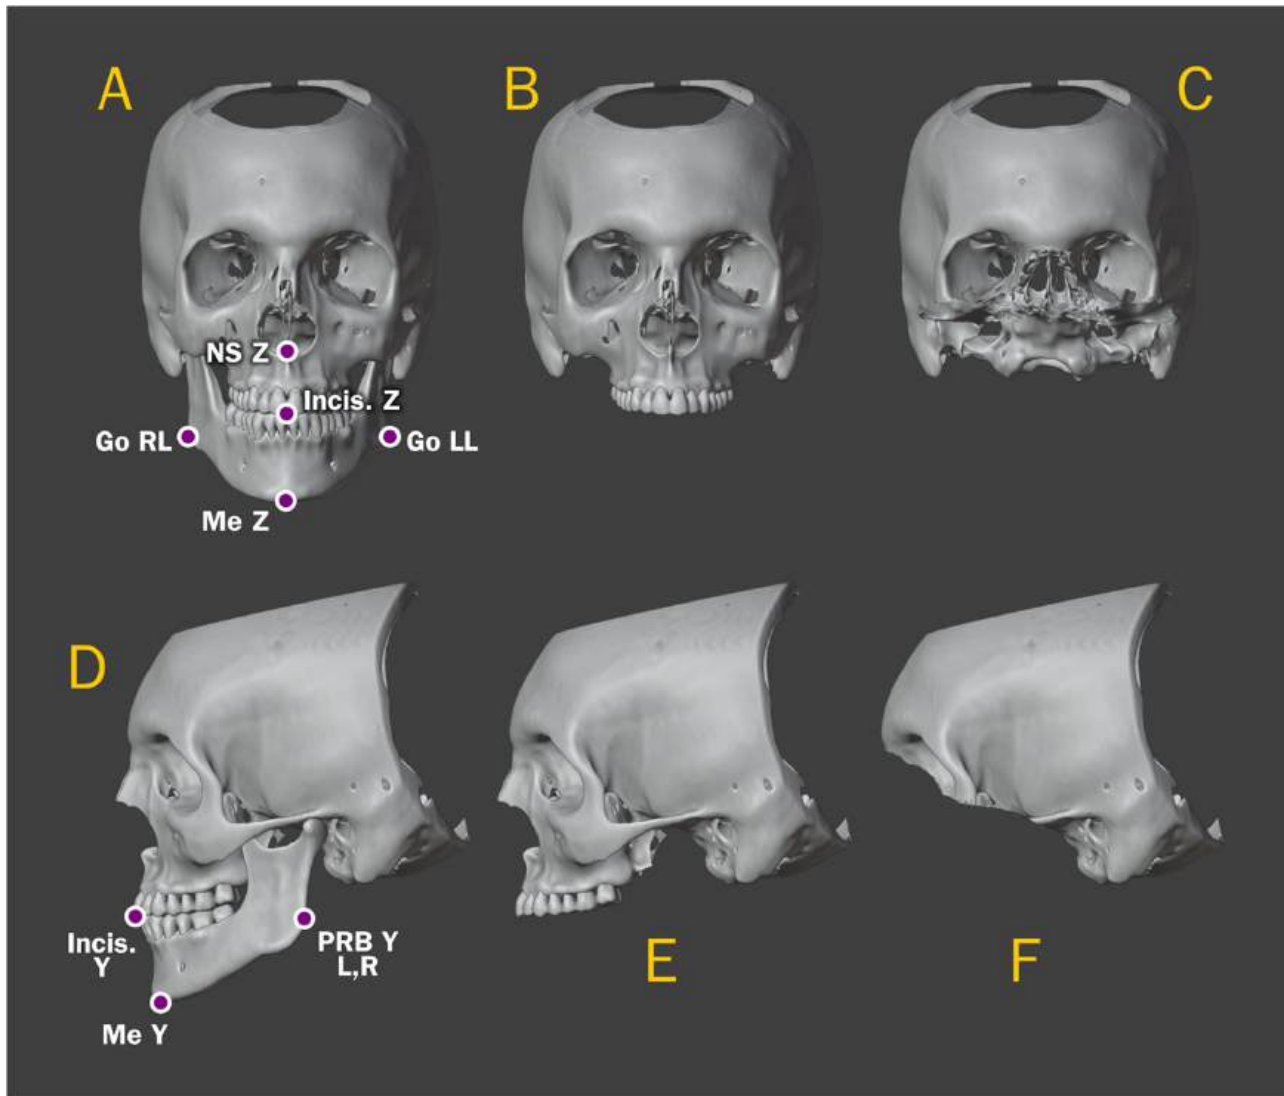 A
B
C
NS Z
Incis. Z
Go RL
Go LL
Me Z
D
Incis.
Y
PRB Y
L,R
Me Y
E
F